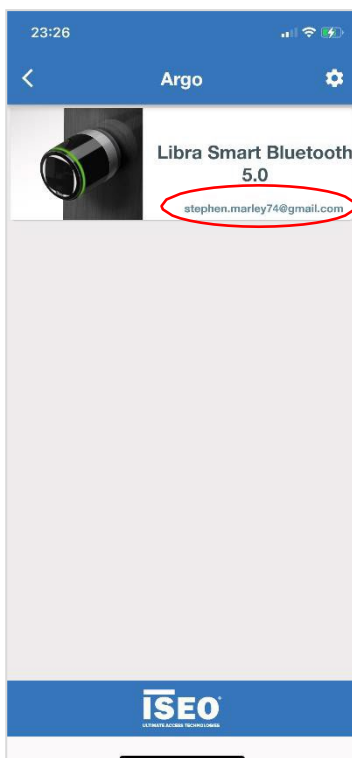 23:26
Argo
Libra Smart Bluetooth
5.0
stephen.marley74@gmail.com
ISEO
ULTIMATE ACCESS TECHNOLOGIES